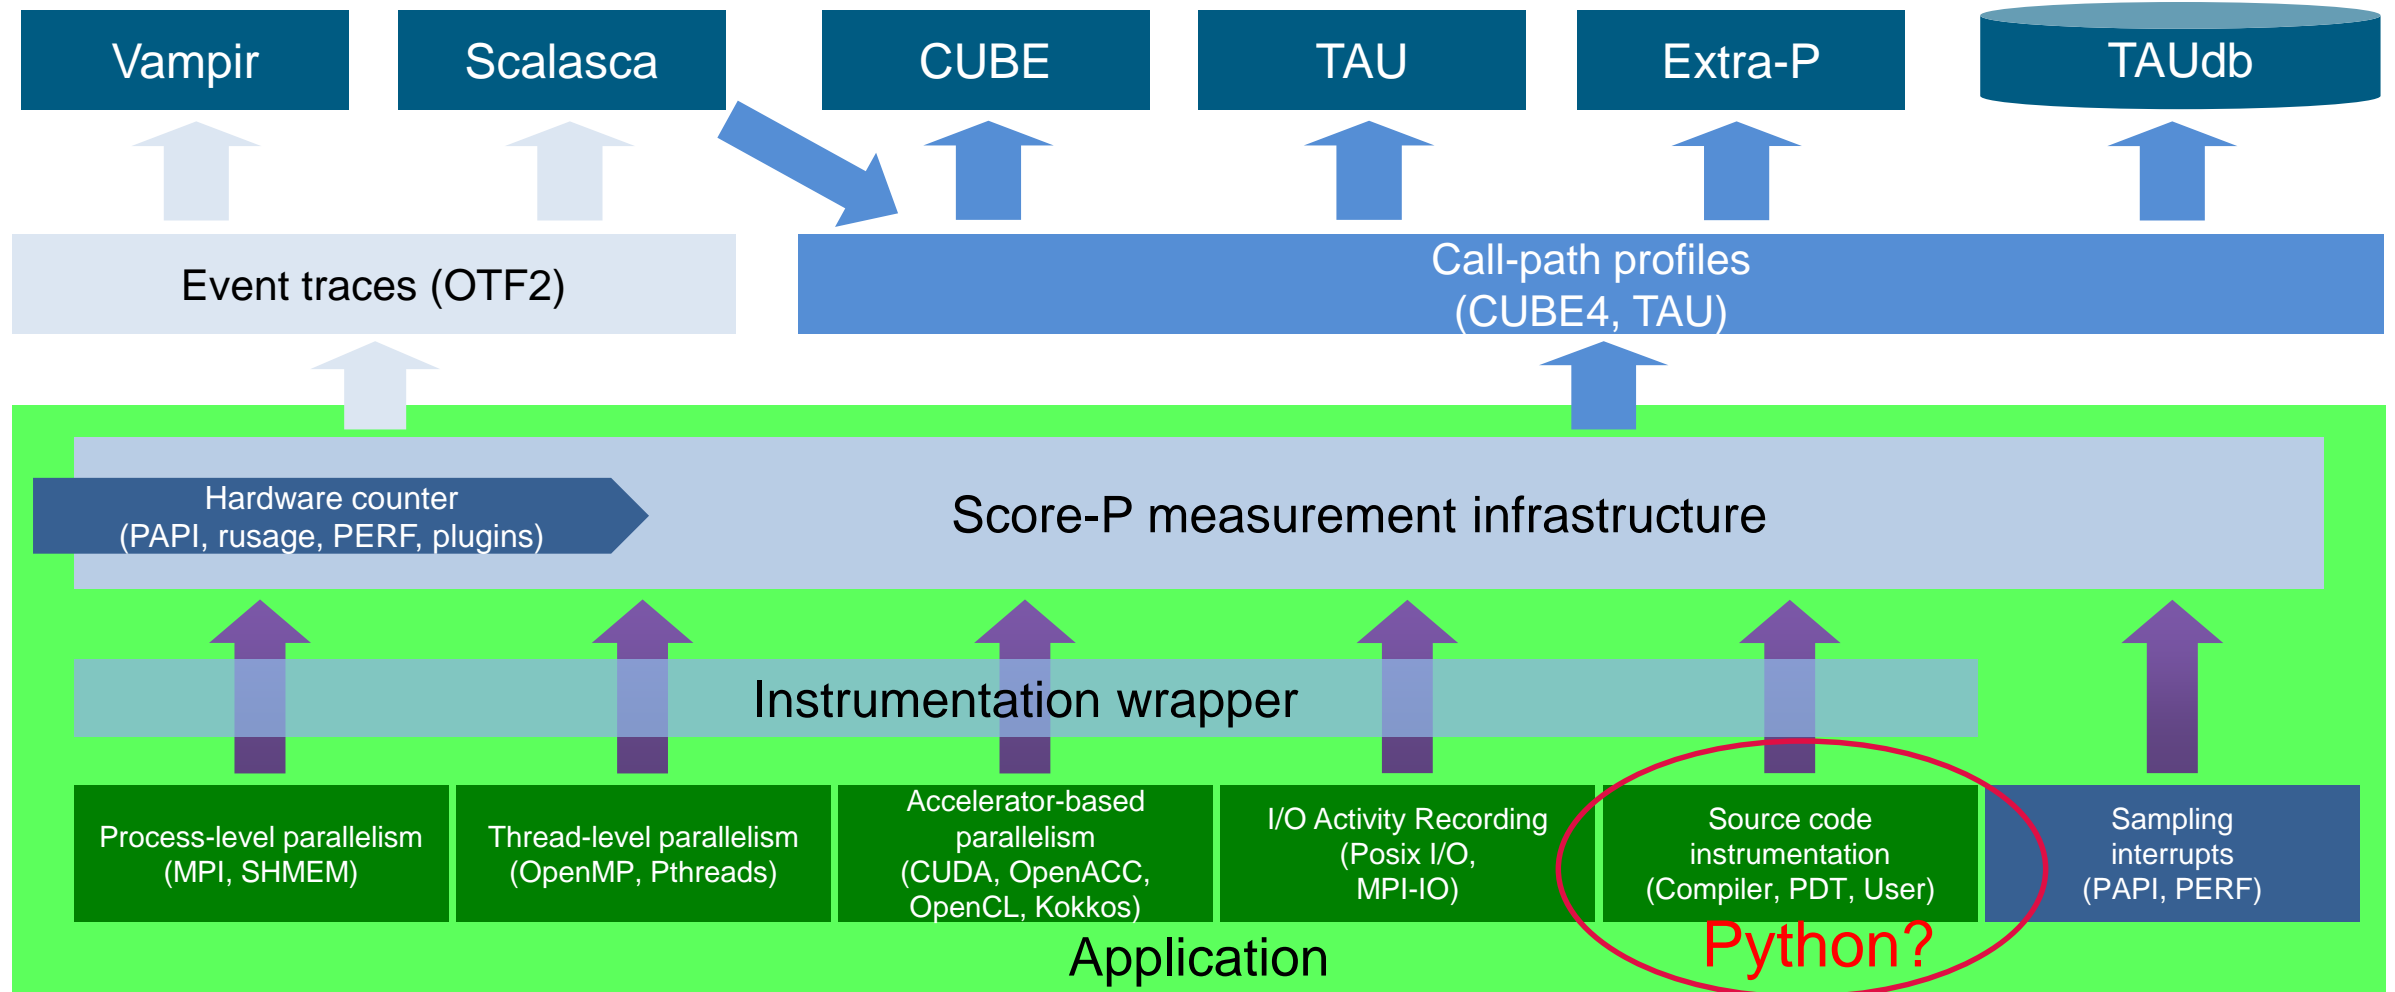 Vampir
Scalasca
CUBE
TAU
Extra-P
TAUdb
Event traces (OTF2)
Call-path profiles
(CUBE4, TAU)
Hardware counter
(PAPI, rusage, PERF, plugins)
Score-P measurement infrastructure
Instrumentation wrapper
Process-level parallelism
(MPI, SHMEM)
Thread-level parallelism
(OpenMP, Pthreads)
Accelerator-based
parallelism
(CUDA, OpenACC,
OpenCL, Kokkos)
I/O Activity Recording
(Posix I/O,
MPI-IO)
Source code
instrumentation
(Compiler, PDT, User)
Sampling
interrupts
(PAPI, PERF)
Python?
Application